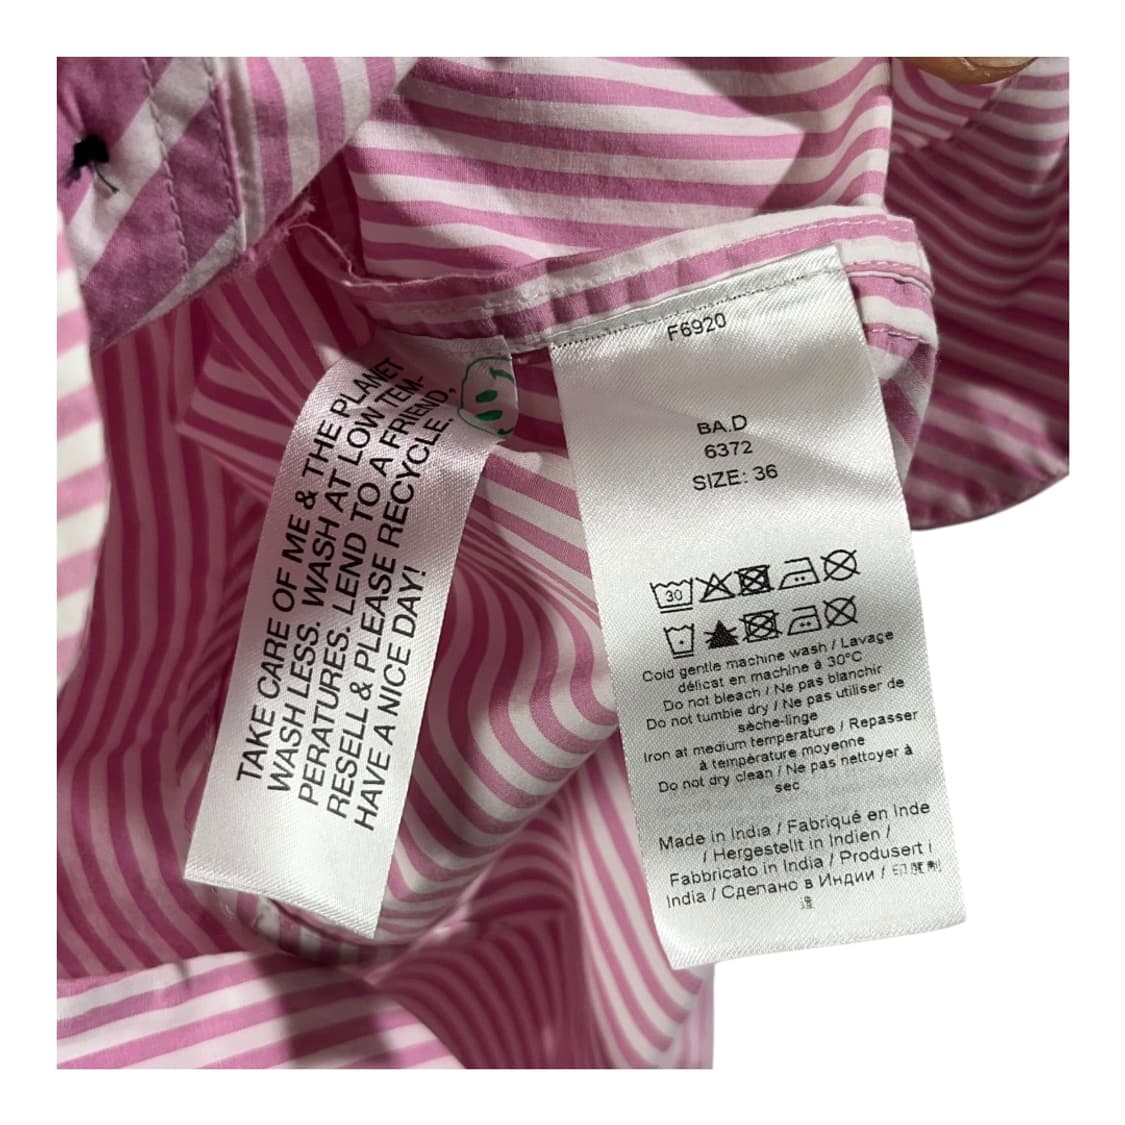 TAKE CARE OF ME & THE PLANET
WASH LESS. WASH AT LOW TEM-
PERATURES. LEND TO A FRIEND,
RESELL & PLEASE RECYCLE.
HAVE A NICE DAY!
F6920
BA.D
6372
SIZE: 36
30
Cold gentle machine wash / Lavage
délicat en machine à 30°C
Do not bleach / Ne pas blanchir
Do not tumble dry / Ne pas utiliser de
sèche-linge
Iron at medium temperature / Repasser
à température moyenne
Do not dry clean / Ne pas nettoyer à
sec
Made in India / Fabriqué en Inde
/ Hergestellt in Indien /
Fabbricato in India / Produsert i
India / Сделано в Индии / 印度制
造